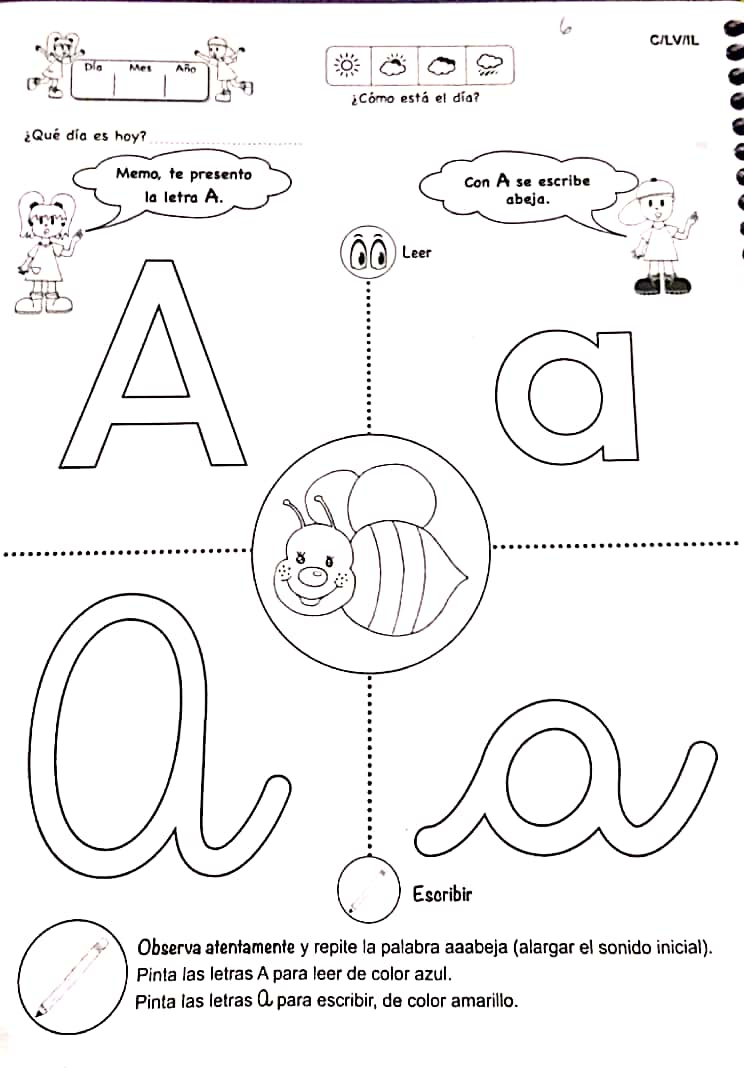 6
C/LV/IL
Día Mes Año
¿Cómo está el día?
¿Qué día es hoy?
Memo, te presento
la letra A.
Con A se escribe
abeja.
Leer
A
a
A
a
Escribir
Observa atentamente y repite la palabra aaabeja (alargar el sonido inicial).
Pinta las letras A para leer de color azul.
Pinta las letras a para escribir, de color amarillo.